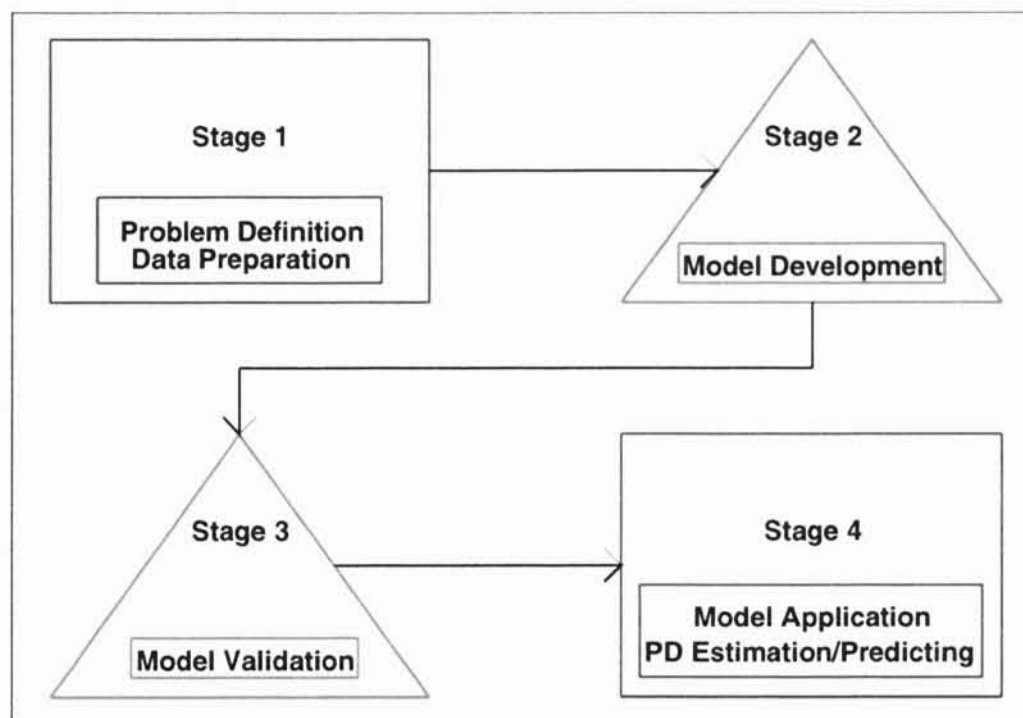 Stage 1
Problem Definition
Data Preparation
Stage 2
Model Development
Stage 3
Model Validation
Stage 4
Model Application
PD Estimation/Predicting